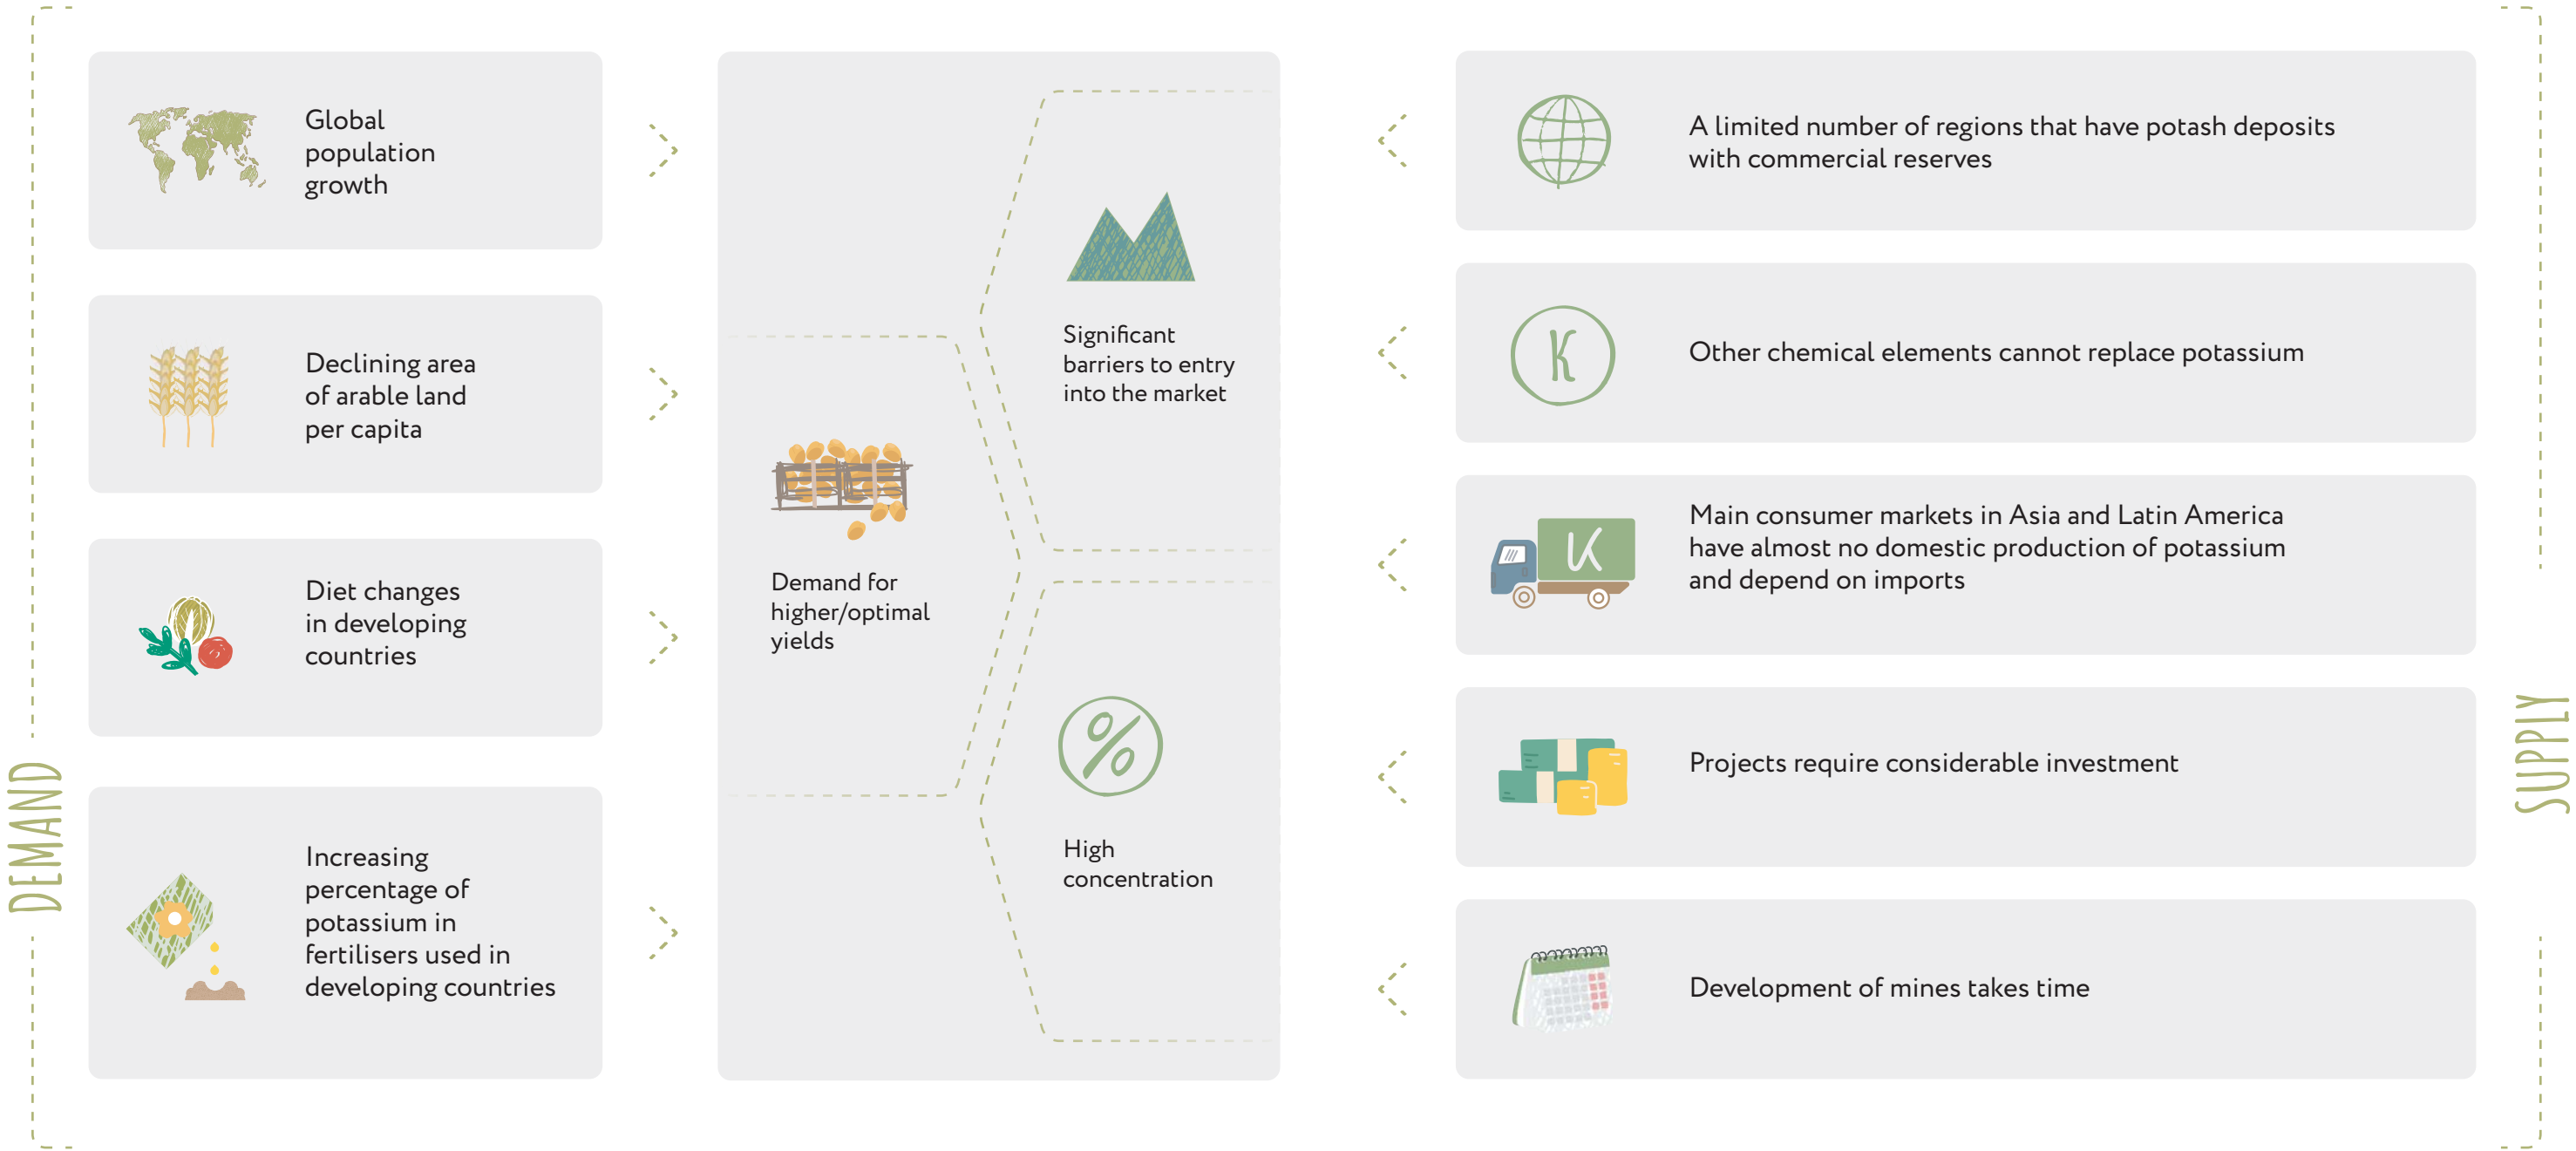 DEMAND
Global
population
growth
Declining area
of arable land
per capita
Diet changes
in developing
countries
Increasing
percentage of
potassium in
fertilisers used in
developing countries
Demand for
higher/optimal
yields
Significant
barriers to entry
into the market
%
High
concentration
A limited number of regions that have potash deposits
with commercial reserves
K
Other chemical elements cannot replace potassium
K
Main consumer markets in Asia and Latin America
have almost no domestic production of potassium
and depend on imports
Projects require considerable investment
Development of mines takes time
SUPPLY